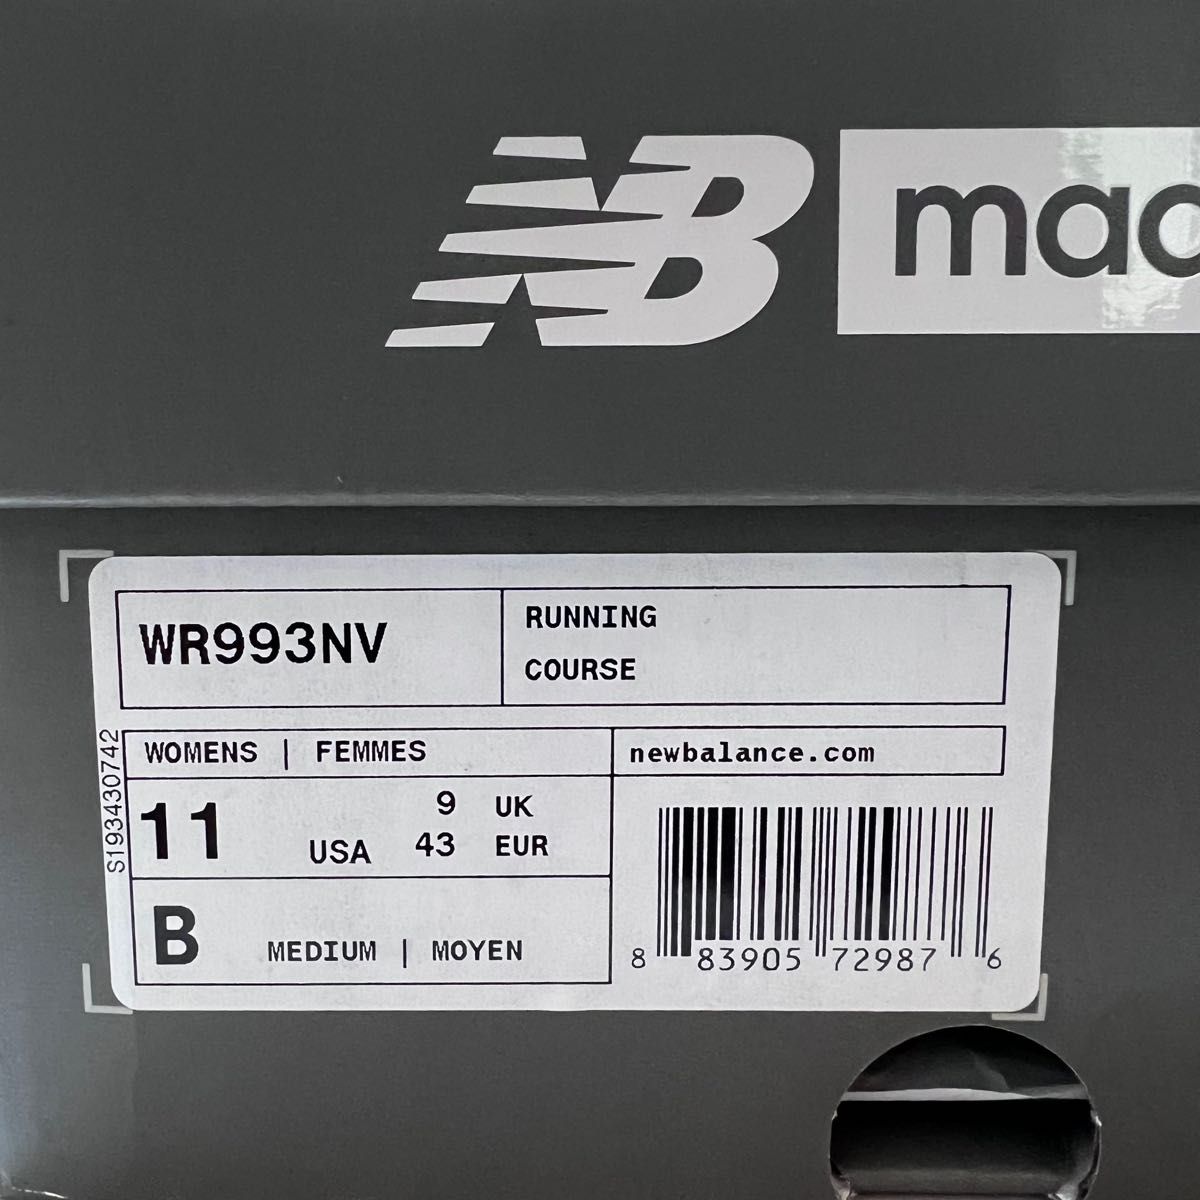 NB
WR993NV
RUNNING
COURSE
S193430742
WOMENS | FEMMES
newbalance.com
11 USA 9 UK
43 EUR
B MEDIUM | MOYEN
8 83905 72987 6